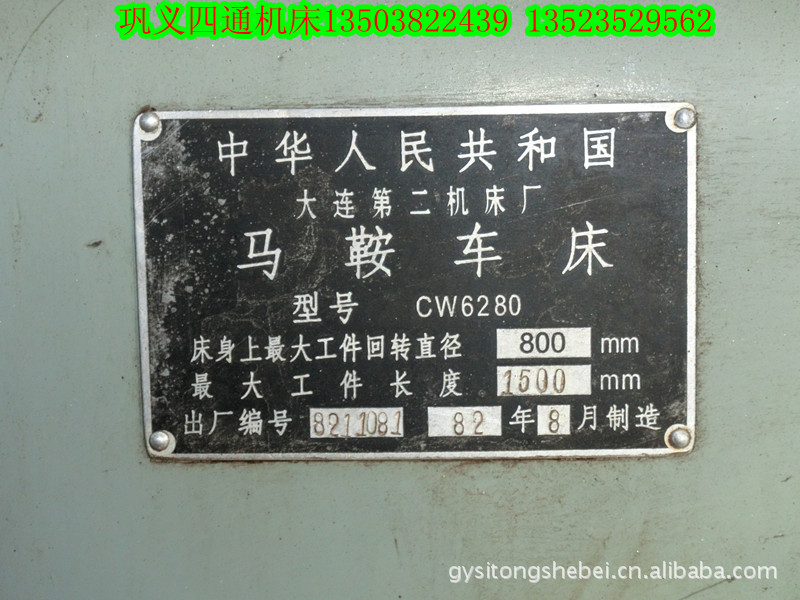 巩义四通机床13503822439 13523529562
中华人民共和国
大连第二机床厂
马鞍车床
型号 CW6280
床身上最大工件回转直径 800 mm
最大工件长度 1500 mm
出厂编号 8211081 82 年 8 月制造
gysitongshebei.cn.alibaba.com